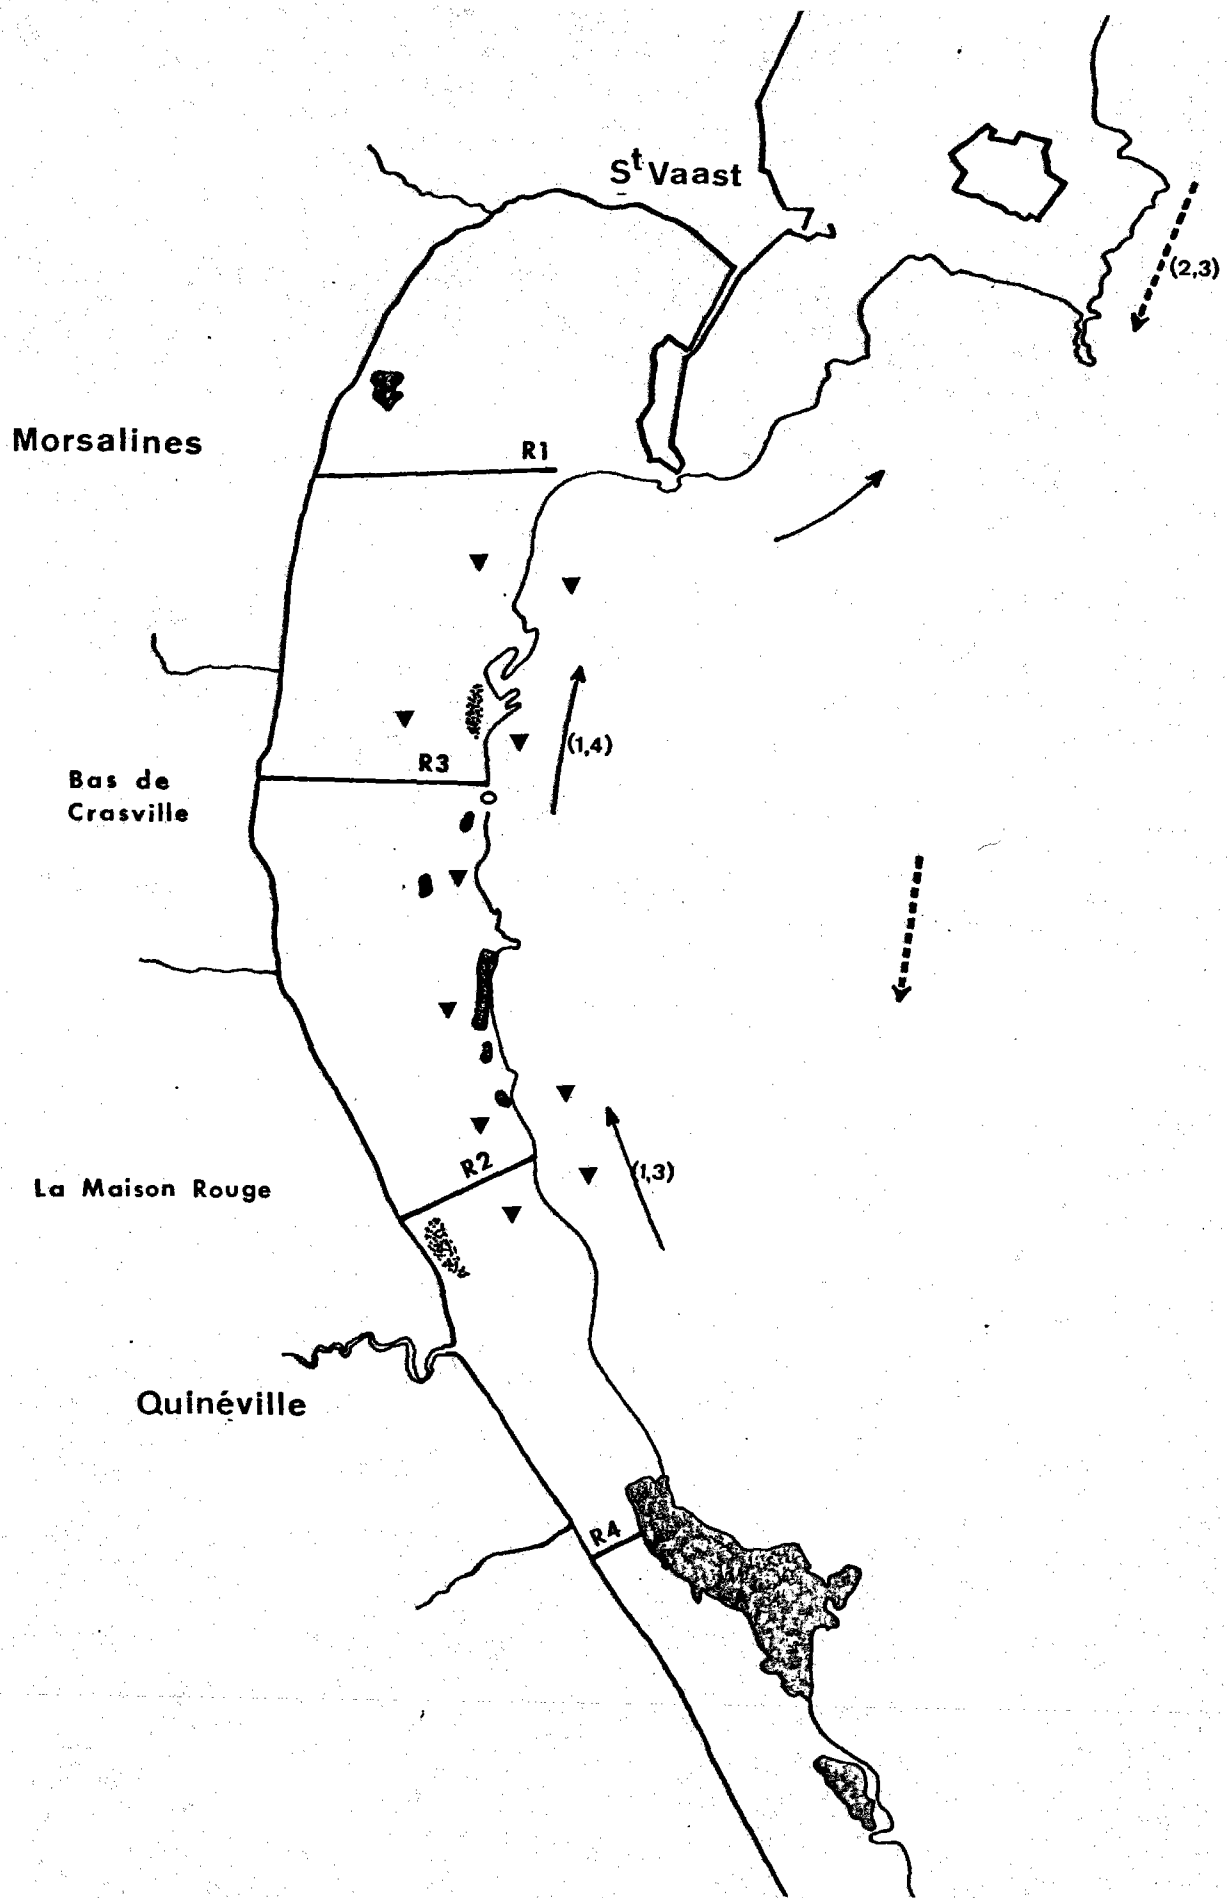 St Vaast
(2,3)
Morsalines
R1
(1,4)
R3
Bas de
Crasville
R2
(1,3)
La Maison Rouge
Quinéville
R4